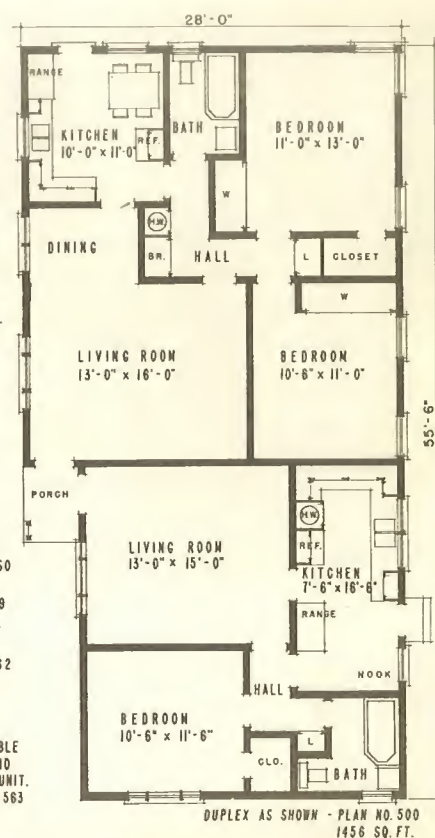 28'-0"
RANGE
KITCHEN
10'-0" x 11'-0"
REF.
BATH
BEDROOM
11'-0" x 13'-0"
W
H.W.
BR.
DINING
HALL
L
CLOSET
W
LIVING ROOM
13'-0" x 16'-0"
BEDROOM
10'-6" x 11'-0"
55'-6"
PORCH
LIVING ROOM
13'-0" x 15'-0"
H.W.
REF.
KITCHEN
7'-6" x 16'-6"
RANGE
NOOK
HALL
BEDROOM
10'-6" x 11'-6"
CLO.
L
BATH
UNIT.
563
DUPLEX AS SHOWN - PLAN NO. 500
1456 SQ. FT.